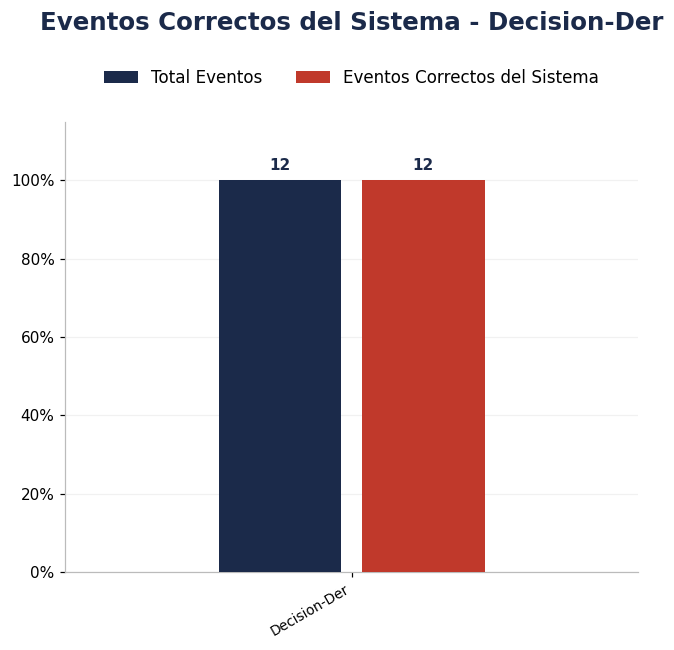 Eventos Correctos del Sistema - Decision-Der
Total Eventos
Eventos Correctos del Sistema
12
12
100%
80%
60%
40%
20%
0%
Decision-Der